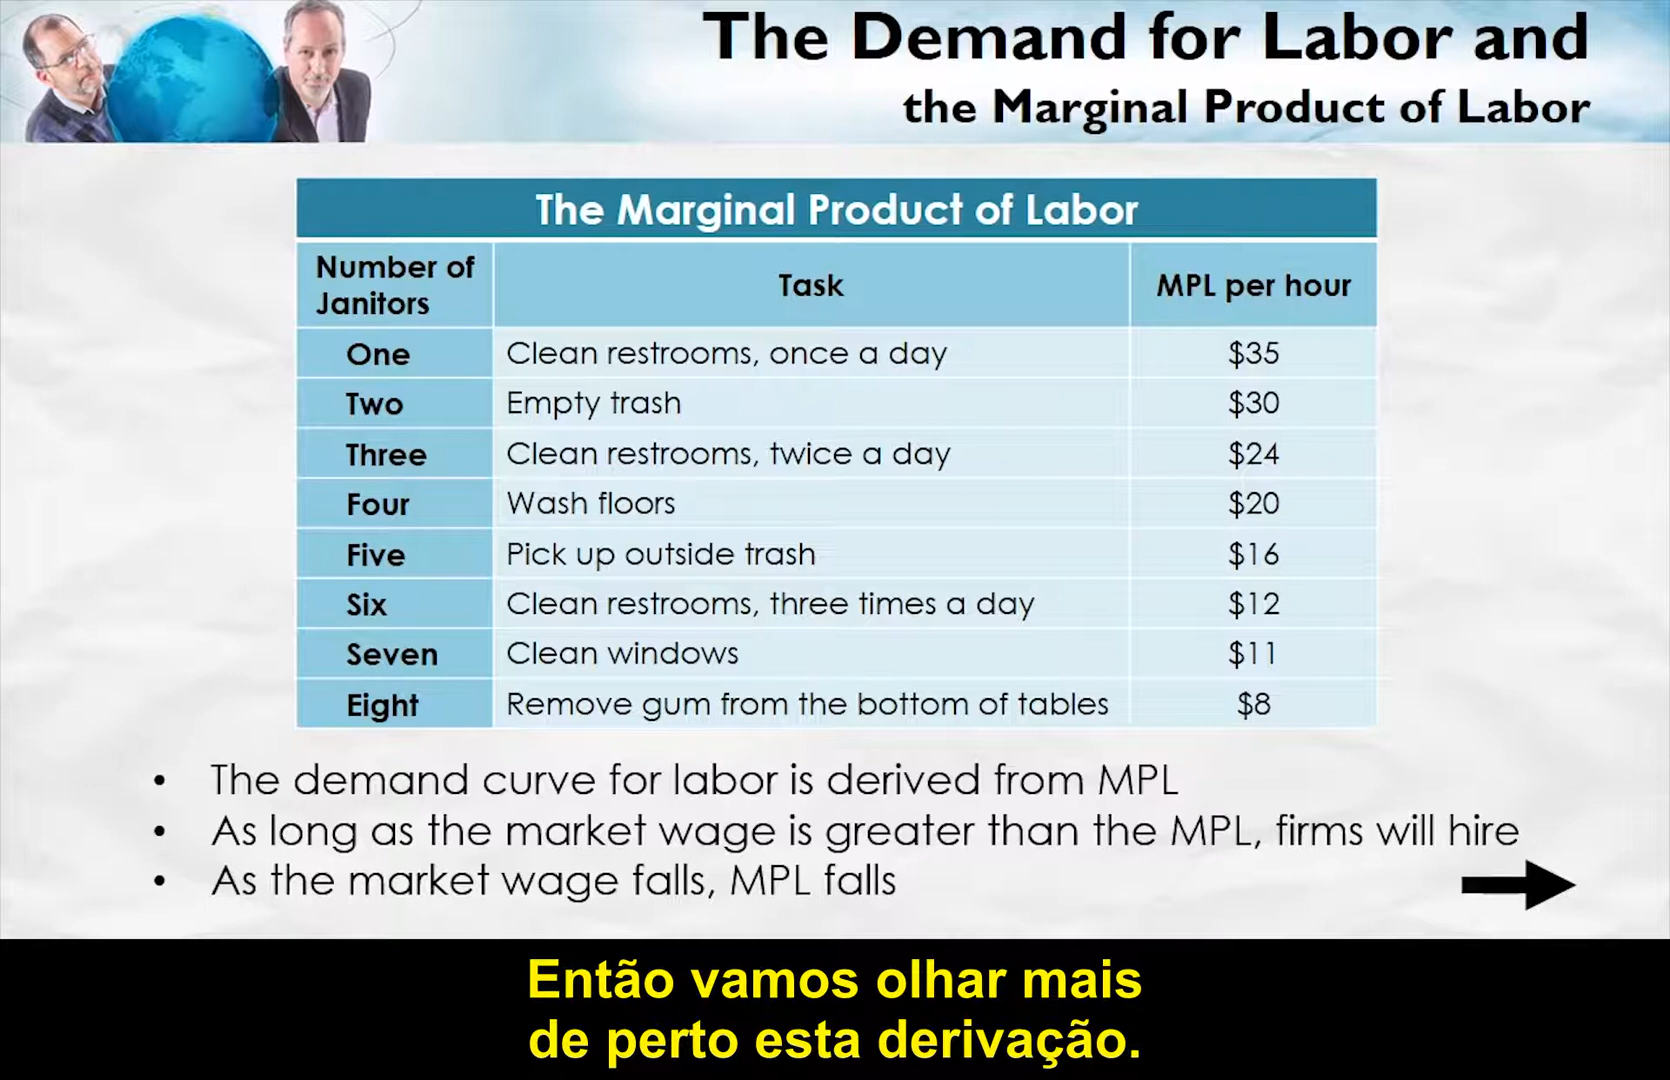 The Demand for Labor and
the Marginal Product of Labor
The Marginal Product of Labor
Number of
Janitors
Task
MPL per hour
One
Clean restrooms, once a day
$35
Two
Empty trash
$30
Three
Clean restrooms, twice a day
$24
Four
Wash floors
$20
Five
Pick up outside trash
$16
Six
Clean restrooms, three times a day
$12
Seven
Clean windows
$11
Eight
Remove gum from the bottom of tables
$8
• The demand curve for labor is derived from MPL
• As long as the market wage is greater than the MPL, firms will hire
• As the market wage falls, MPL falls
Então vamos olhar mais
de perto esta derivação.